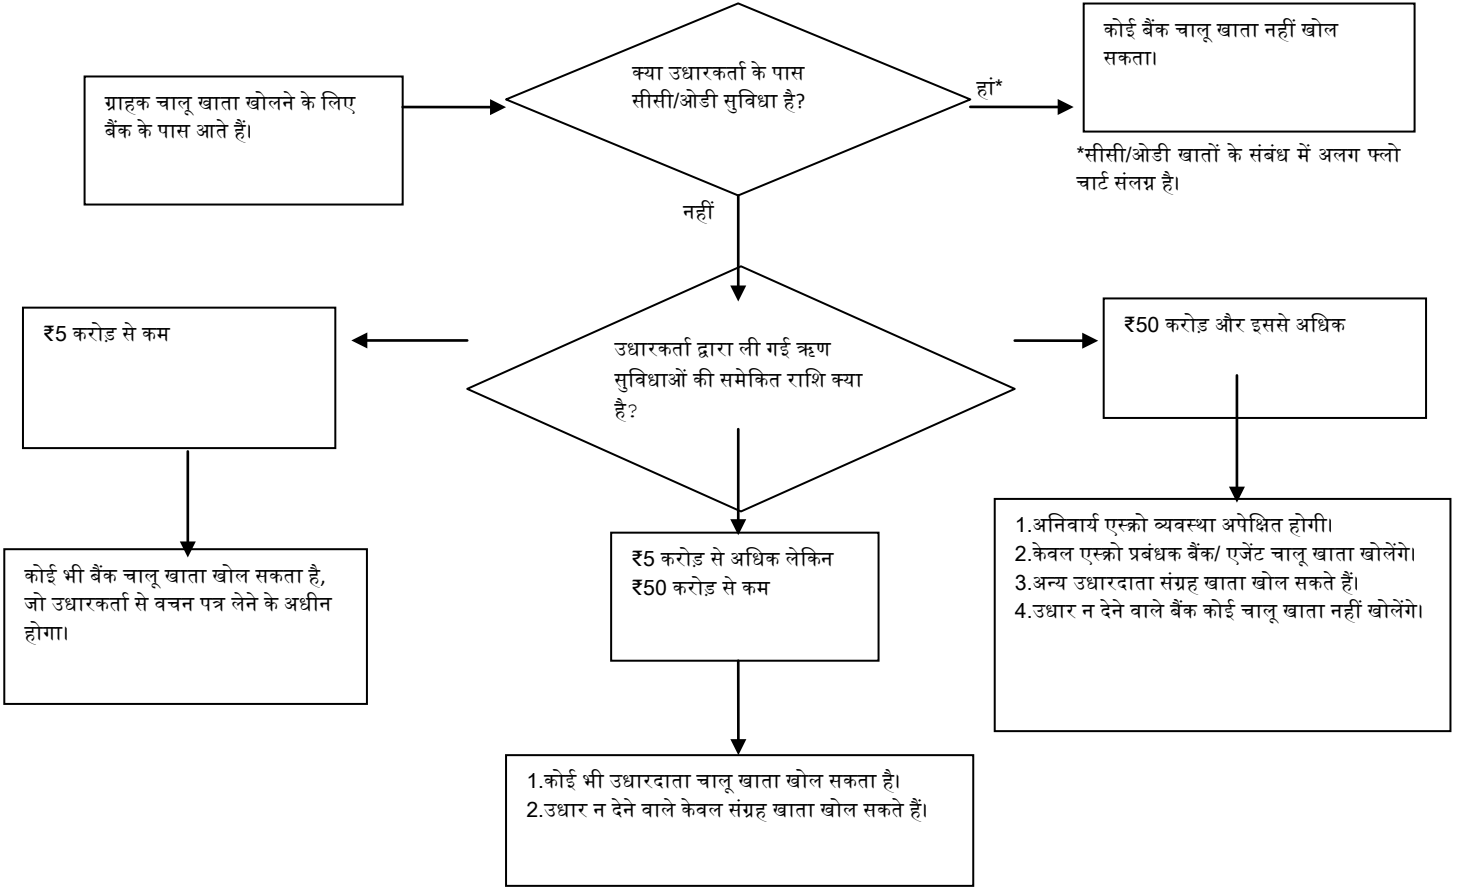 ग्राहक चालू खाता खोलने के लिए
बैंक के पास आते हैं।
क्या उधारकर्ता के पास
सीसी/ओडी सुविधा है?
हां*
कोई बैंक चालू खाता नहीं खोल
सकता।
*सीसी/ओडी खातों के संबंध में अलग फ्लो
चार्ट संलग्न है।
नहीं
₹5 करोड़ से कम
उधारकर्ता द्वारा ली गई ऋण
सुविधाओं की समेकित राशि क्या
है?
₹50 करोड़ और इससे अधिक
कोई भी बैंक चालू खाता खोल सकता है,
जो उधारकर्ता से वचन पत्र लेने के अधीन
होगा।
₹5 करोड़ से अधिक लेकिन
₹50 करोड़ से कम
1.अनिवार्य एस्क्रो व्यवस्था अपेक्षित होगी।
2.केवल एस्क्रो प्रबंधक बैंक/ एजेंट चालू खाता खोलेंगे।
3.अन्य उधारदाता संग्रह खाता खोल सकते हैं।
4.उधार न देने वाले बैंक कोई चालू खाता नहीं खोलेंगे।
1.कोई भी उधारदाता चालू खाता खोल सकता है।
2.उधार न देने वाले केवल संग्रह खाता खोल सकते हैं।